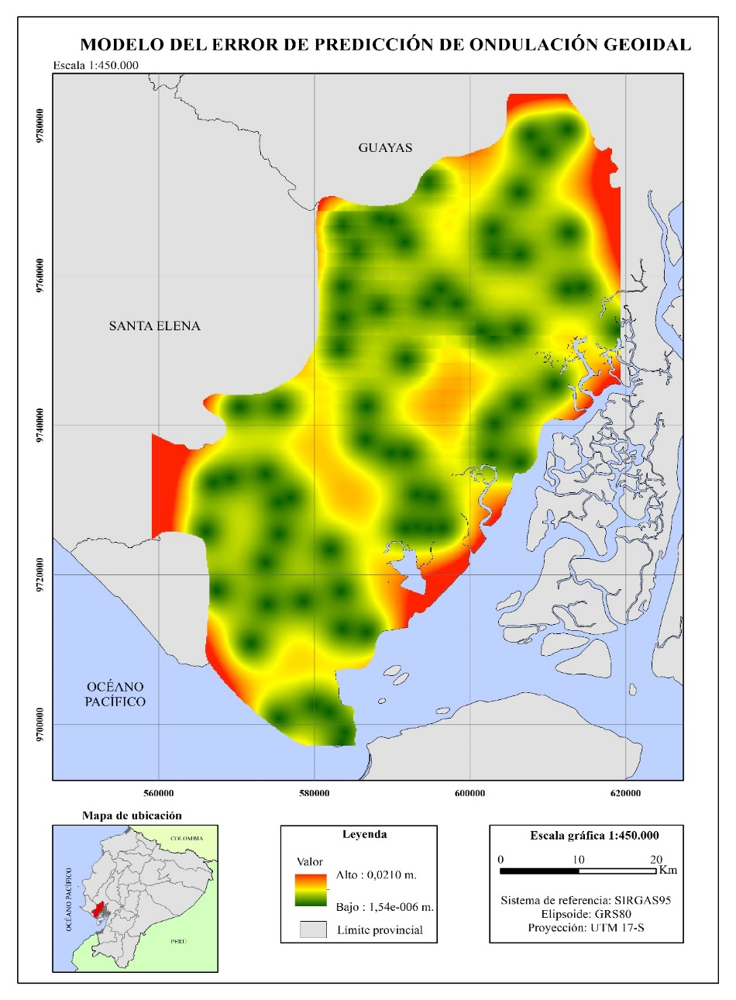 MODELO DEL ERROR DE PREDICCIÓN DE ONDULACIÓN GEOIDAL
Escala 1:450.000
9780000
9760000
9740000
9720000
9700000
GUAYAS
SANTA ELENA
OCÉANO
PACÍFICO
560000
580000
600000
620000
Mapa de ubicación
COLOMBIA
OCÉANO PACÍFICO
PERÚ
Leyenda
Valor
Alto : 0,0210 m.
Bajo : 1,54e-006 m.
Límite provincial
Escala gráfica 1:450.000
0 10 20
Km
Sistema de referencia: SIRGAS95
Elipsoide: GRS80
Proyección: UTM 17-S